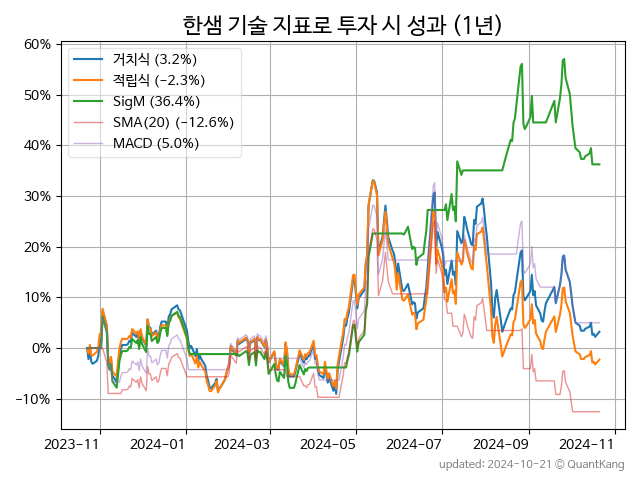 한샘 기술 지표로 투자 시 성과 (1년)
60%
50%
40%
30%
20%
10%
0%
−10%
거치식 (3.2%)
적립식 (−2.3%)
SigM (36.4%)
SMA(20) (−12.6%)
MACD (5.0%)
2023-11
2024-01
2024-03
2024-05
2024-07
2024-09
2024-11
updated: 2024-10-21 © QuantKang